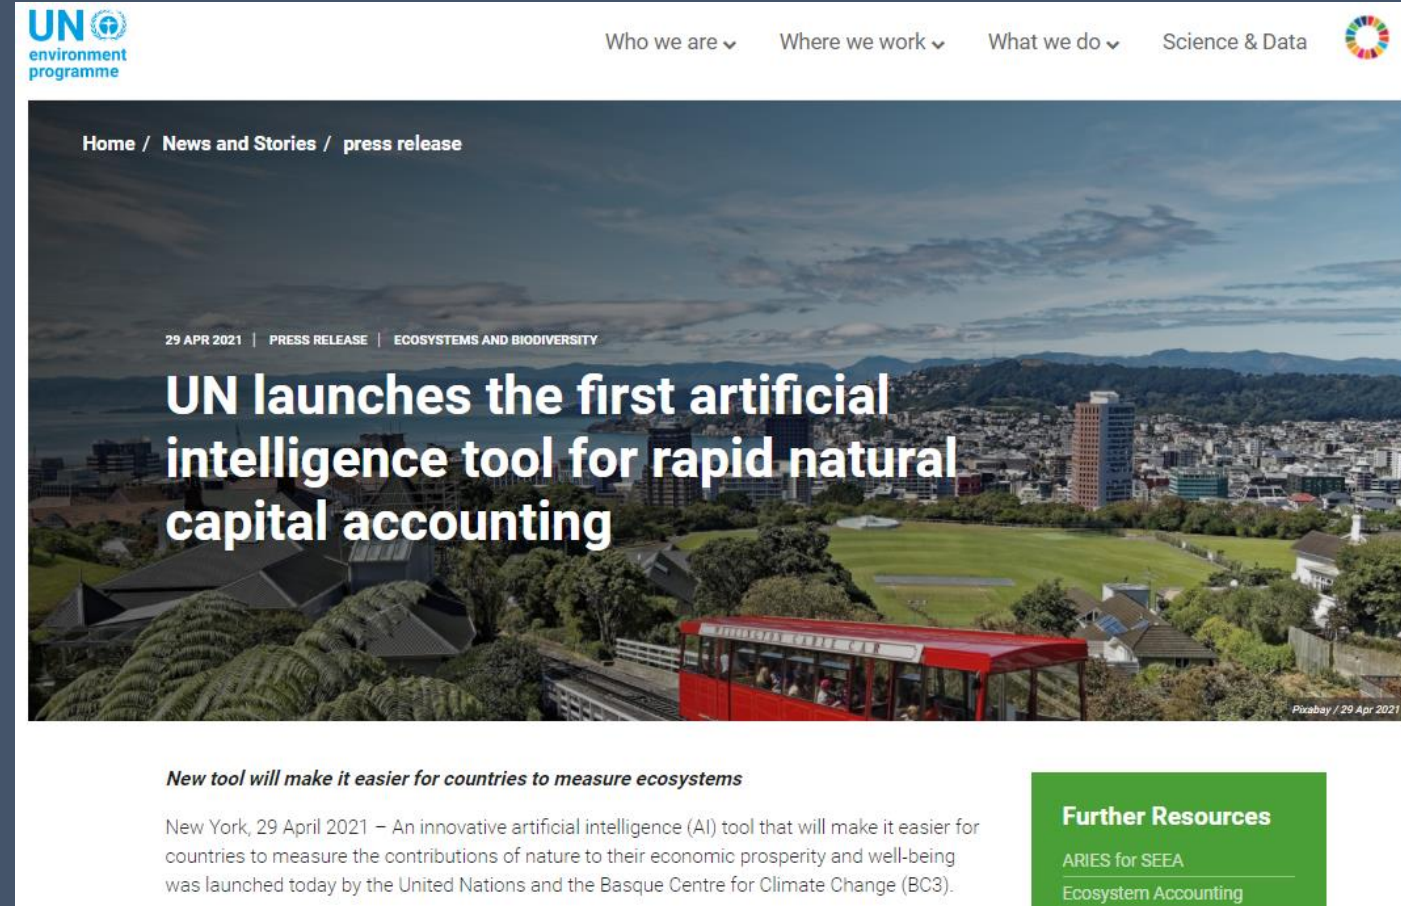 UN
environment
programme
Who we are
Where we work
What we do
Science & Data
Home / News and Stories / press release
29 APR 2021 | PRESS RELEASE | ECOSYSTEMS AND BIODIVERSITY
UN launches the first artificial
intelligence tool for rapid natural
capital accounting
WELLINGTON CABLE CAR
Pixabay / 29 Apr 2021
New tool will make it easier for countries to measure ecosystems
New York, 29 April 2021 – An innovative artificial intelligence (AI) tool that will make it easier for
countries to measure the contributions of nature to their economic prosperity and well-being
was launched today by the United Nations and the Basque Centre for Climate Change (BC3).
Further Resources
ARIES for SEEA
Ecosystem Accounting